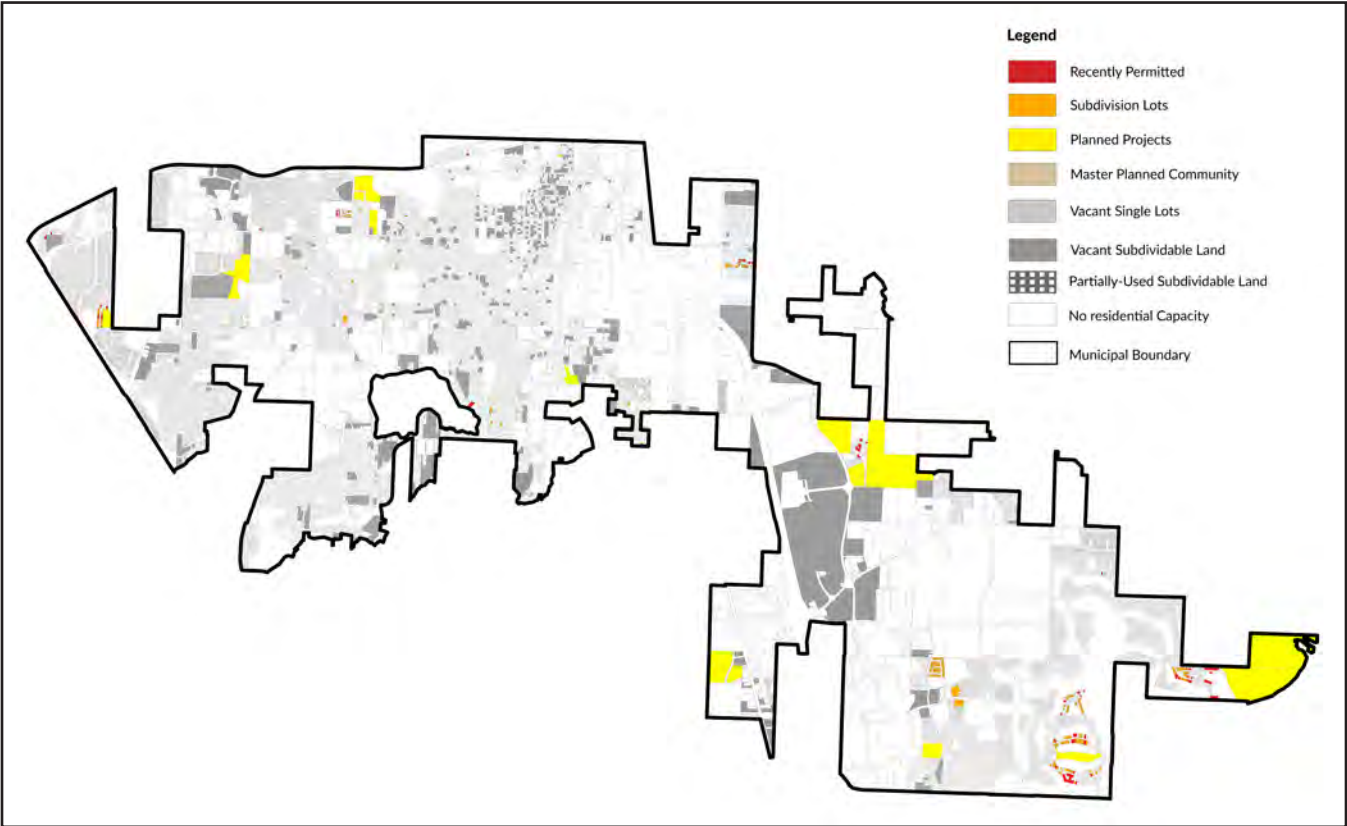 Legend
Recently Permitted
Subdivision Lots
Planned Projects
Master Planned Community
Vacant Single Lots
Vacant Subdividable Land
Partially-Used Subdividable Land
No residential Capacity
Municipal Boundary